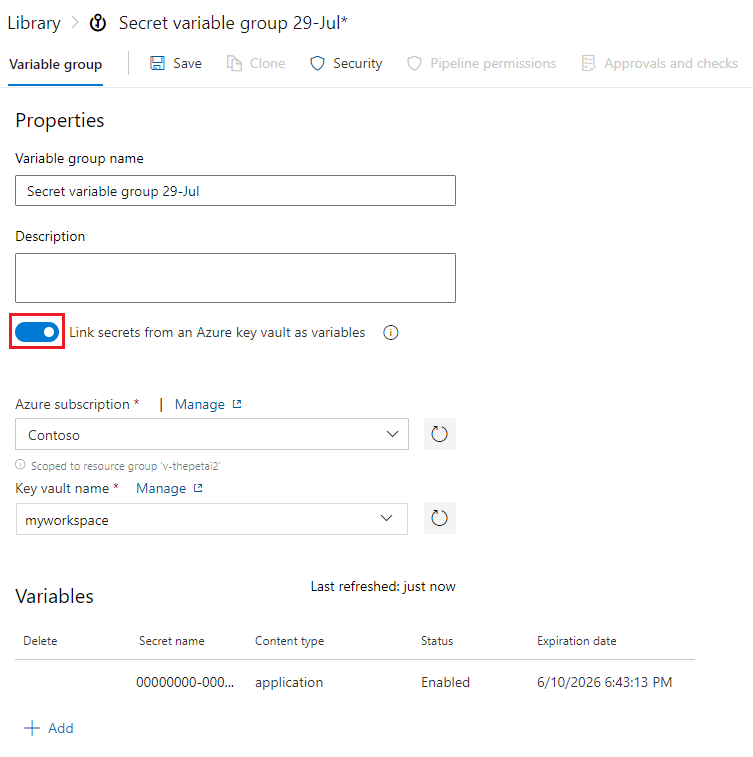 Library > Secret variable group 29-Jul*
Variable group | Save Clone Security Pipeline permissions Approvals and checks
Properties
Variable group name
Secret variable group 29-Jul
Description
Link secrets from an Azure key vault as variables
Azure subscription * | Manage
Contoso
Scoped to resource group 'v-thepetai2'
Key vault name * Manage
myworkspace
Variables Last refreshed: just now
Delete Secret name Content type Status Expiration date
00000000-000... application Enabled 6/10/2026 6:43:13 PM
+ Add